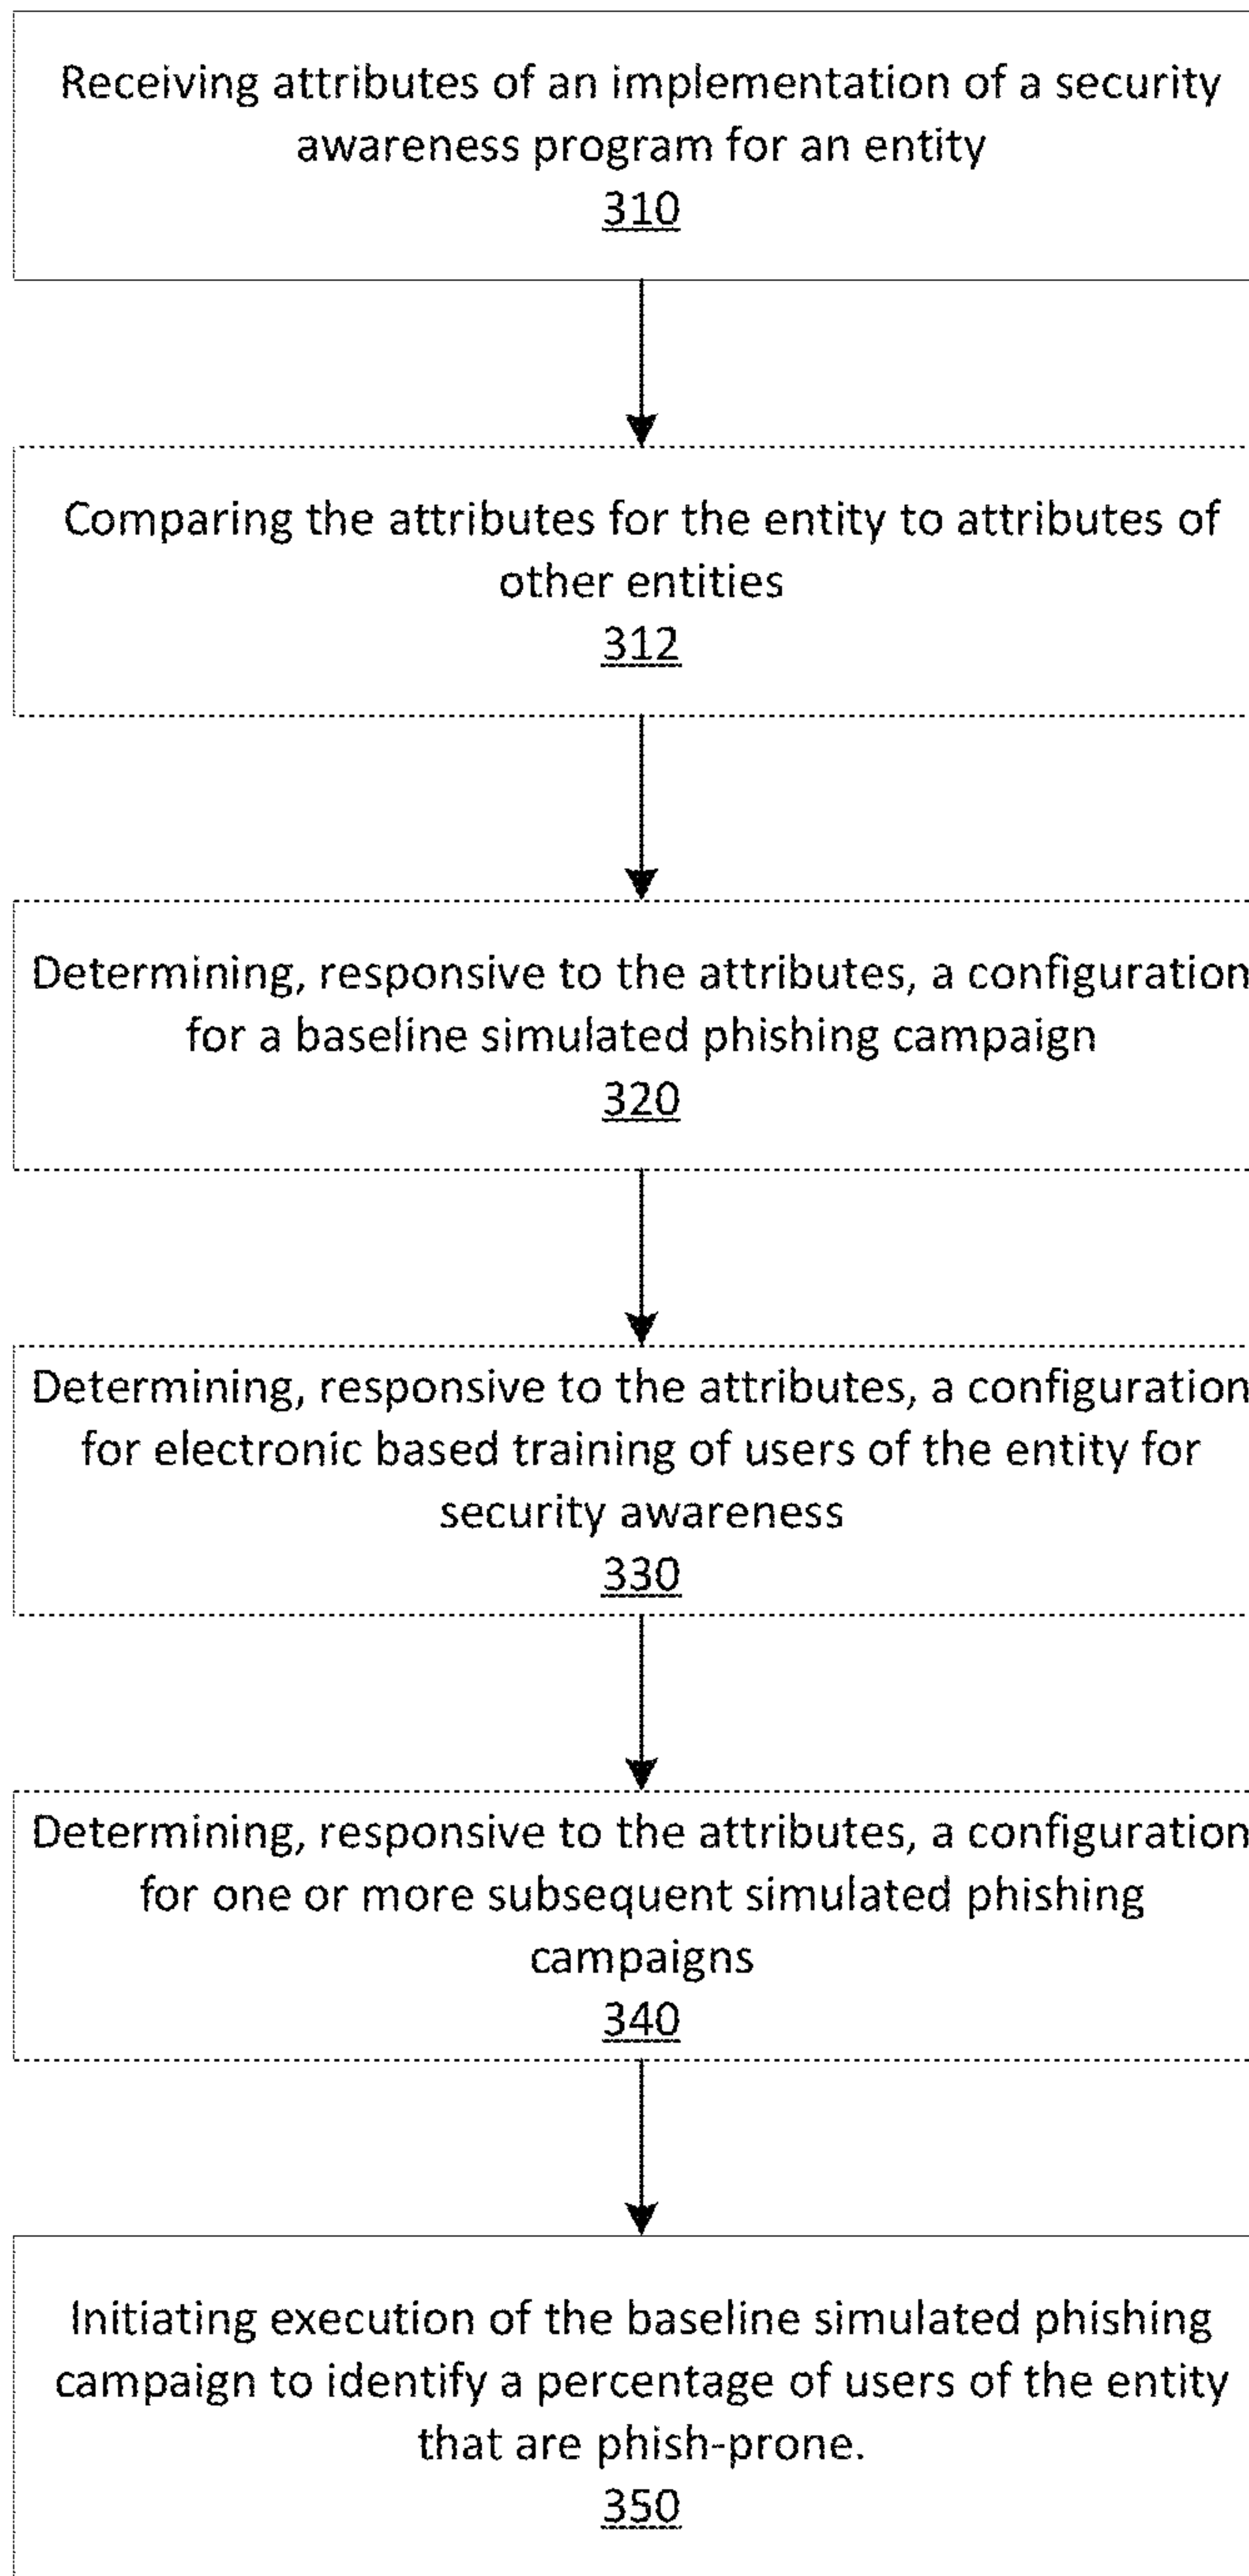 Receiving attributes of an implementation of a security
awareness program for an entity
310
Comparing the attributes for the entity to attributes of
other entities
312
Determining, responsive to the attributes, a configuration
for a baseline simulated phishing campaign
320
Determining, responsive to the attributes, a configuration
for electronic based training of users of the entity for
security awareness
330
Determining, responsive to the attributes, a configuration
for one or more subsequent simulated phishing
campaigns
340
Initiating execution of the baseline simulated phishing
campaign to identify a percentage of users of the entity
that are phish-prone.
350